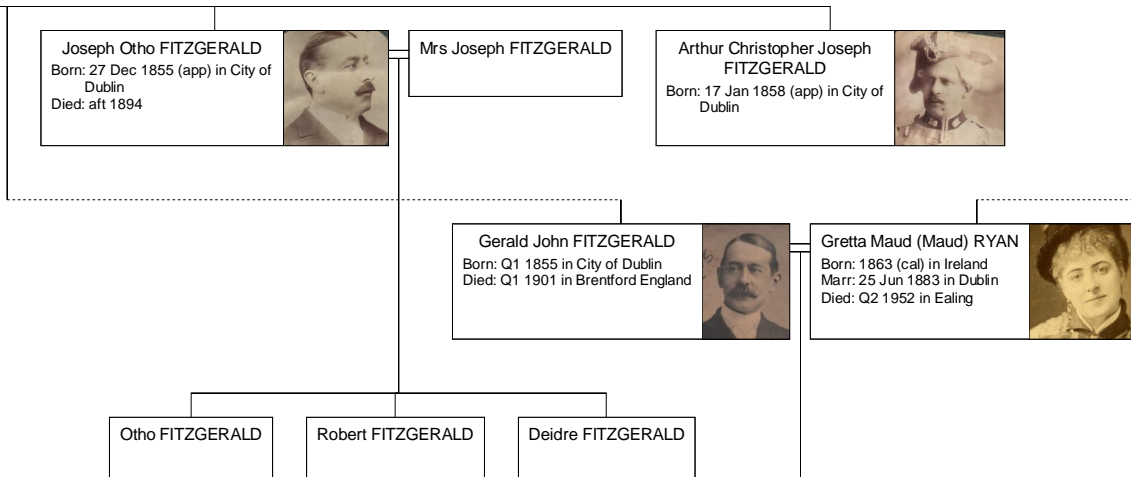 Joseph Otho FITZGERALD
Born: 27 Dec 1855 (app) in City of
Dublin
Died: aft 1894
Mrs Joseph FITZGERALD
Arthur Christopher Joseph
FITZGERALD
Born: 17 Jan 1858 (app) in City of
Dublin
Gerald John FITZGERALD
Born: Q1 1855 in City of Dublin
Died: Q1 1901 in Brentford England
Gretta Maud (Maud) RYAN
Born: 1863 (cal) in Ireland
Marr: 25 Jun 1883 in Dublin
Died: Q2 1952 in Ealing
Otho FITZGERALD
Robert FITZGERALD
Deidre FITZGERALD